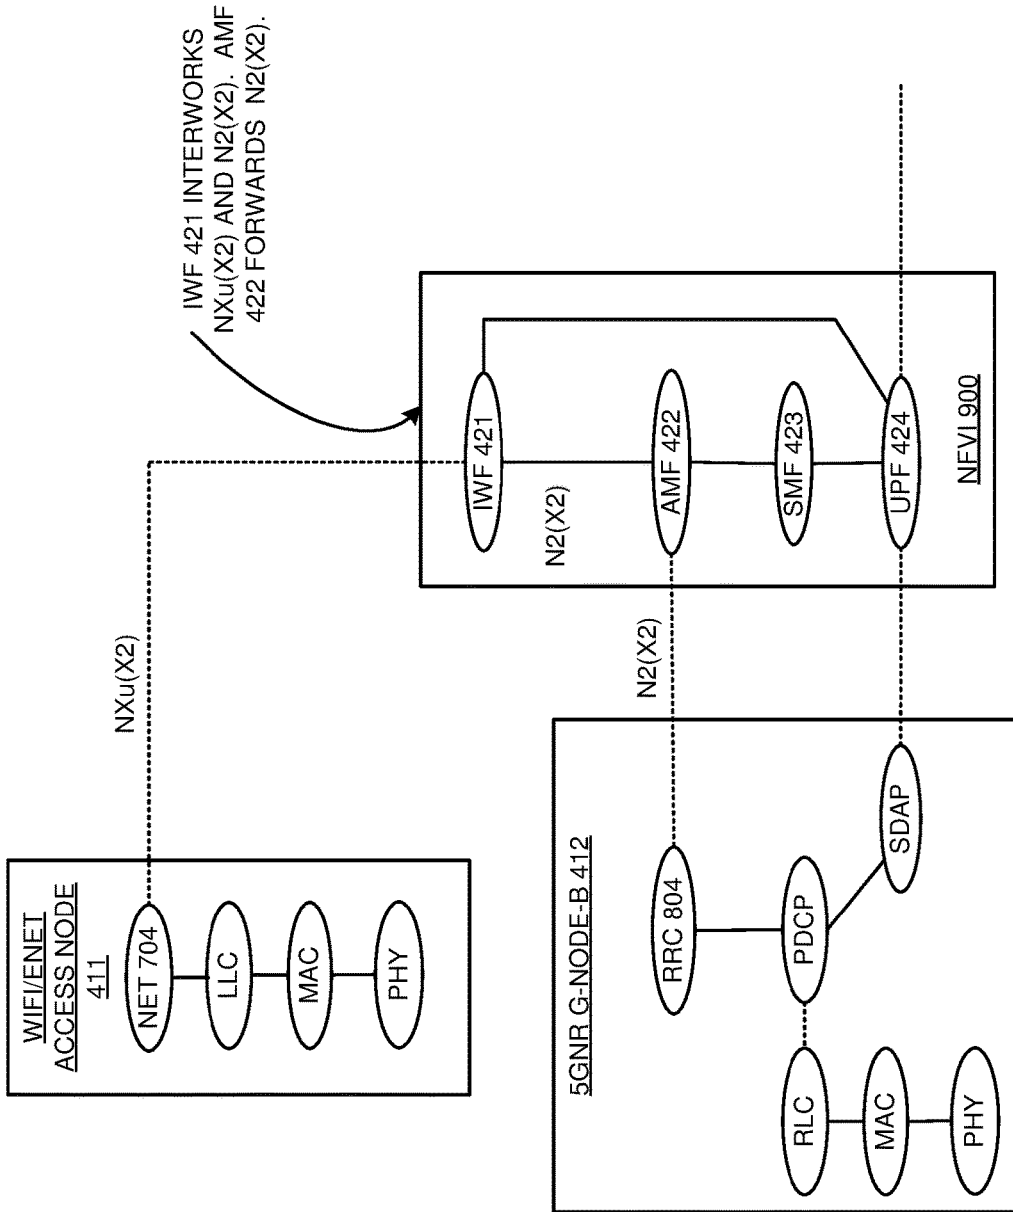 WIFI/ENET
ACCESS NODE
411
NET 704
LLC
MAC
PHY
NXu(X2)
IWF 421 INTERWORKS
NXu(X2) AND N2(X2). AMF
422 FORWARDS N2(X2).
5GNR G-NODE-B 412
RRC 804
PDCP
SDAP
RLC
MAC
PHY
N2(X2)
IWF 421
N2(X2)
AMF 422
SMF 423
UPF 424
NFVI 900